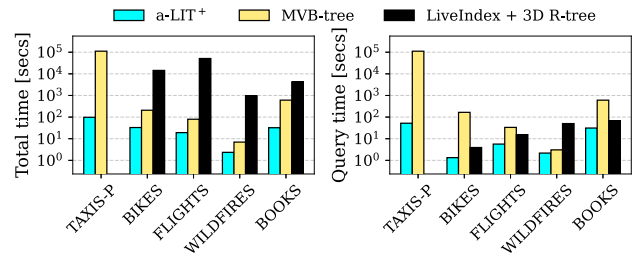 a-LIT⁺ MVB-tree LiveIndex + 3D R-tree
Total time [secs]
10⁵
10⁴
10³
10²
10¹
10⁰
TAXIS-P
BIKES
FLIGHTS
WILDFIRES
BOOKS
Query time [secs]
10⁵
10⁴
10³
10²
10¹
10⁰
TAXIS-P
BIKES
FLIGHTS
WILDFIRES
BOOKS